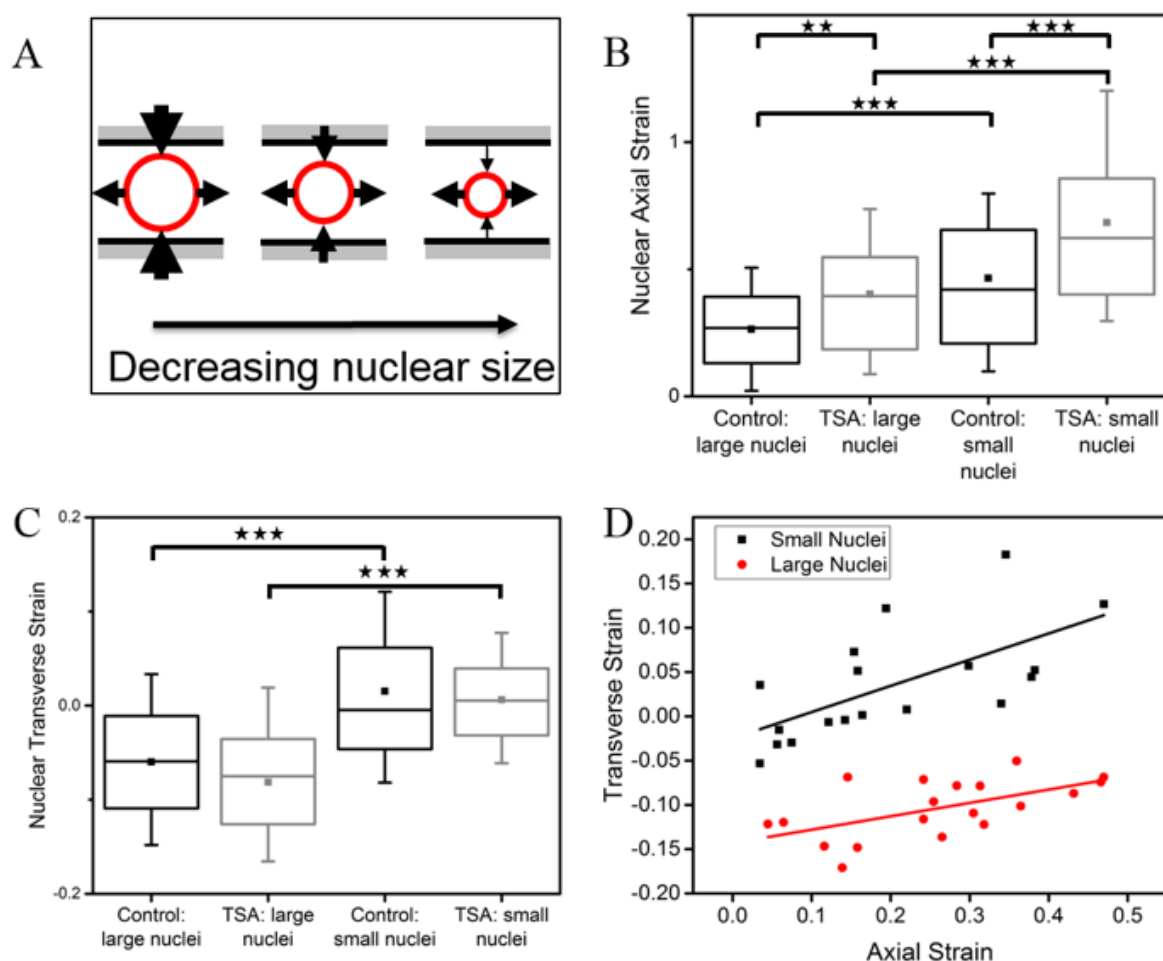 A
Decreasing nuclear size
B
Nuclear Axial Strain
★★
★★★
★★★
★★★
1
0
Control:
large nuclei
TSA: large
nuclei
Control:
small
nuclei
TSA: small
nuclei
C
Nuclear Transverse Strain
0.2
0.0
-0.2
★★★
★★★
Control:
large nuclei
TSA: large
nuclei
Control:
small nuclei
TSA: small
nuclei
D
Transverse Strain
Small Nuclei
Large Nuclei
0.20
0.15
0.10
0.05
0.00
-0.05
-0.10
-0.15
-0.20
0.0 0.1 0.2 0.3 0.4 0.5
Axial Strain